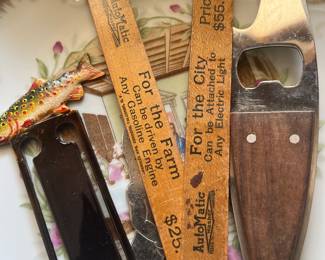 AutoMatic
For the Farm
Can be driven by
Any Gasoline Engine
$25.
Price
$55.
For the City
Can be Attached to
Any Electric Light
AutoMatic